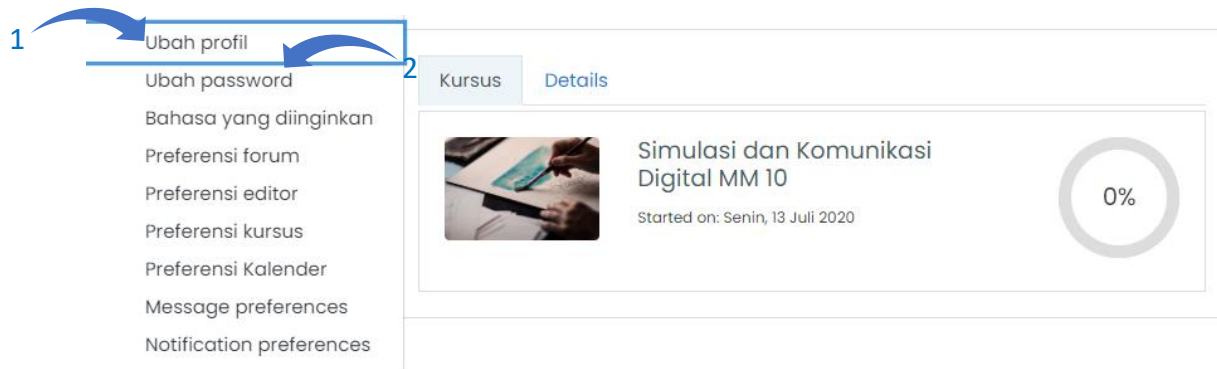 1
Ubah profil
2
Ubah password
Bahasa yang diinginkan
Preferensi forum
Preferensi editor
Preferensi kursus
Preferensi Kalender
Message preferences
Notification preferences
Kursus
Details
Simulasi dan Komunikasi
Digital MM 10
Started on: Senin, 13 Juli 2020
0%